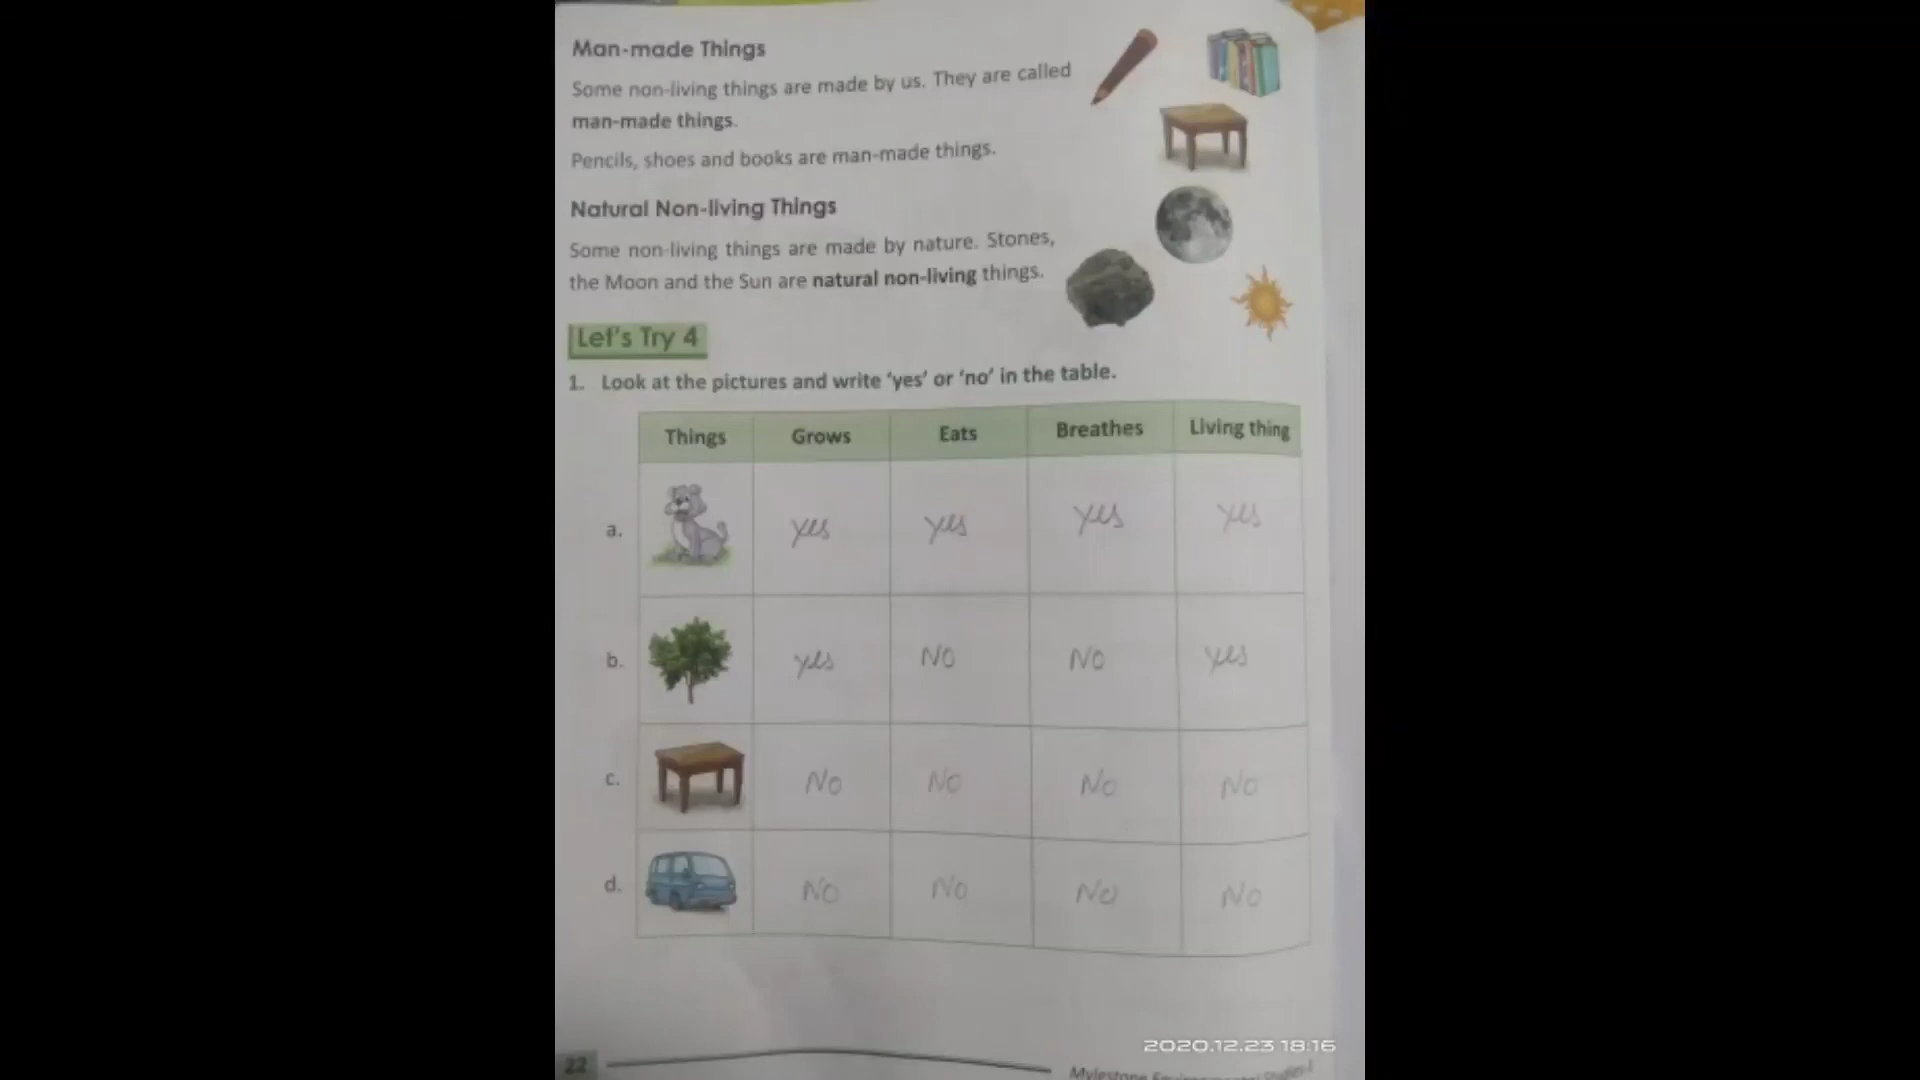 Man-made Things
Some non-living things are made by us. They are called
man-made things.
Pencils, shoes and books are man-made things.
Natural Non-living Things
Some non-living things are made by nature. Stones,
the Moon and the Sun are natural non-living things.
Let's Try 4
1. Look at the pictures and write ‘yes’ or ‘no’ in the table.
Things Grows Eats Breathes Living thing
a. yes yes yes yes
b. yes NO NO yes
c. NO NO NO NO
d. NO NO NO NO
2020.12.23 18:16
22 Mylestone Environmental Studies-1